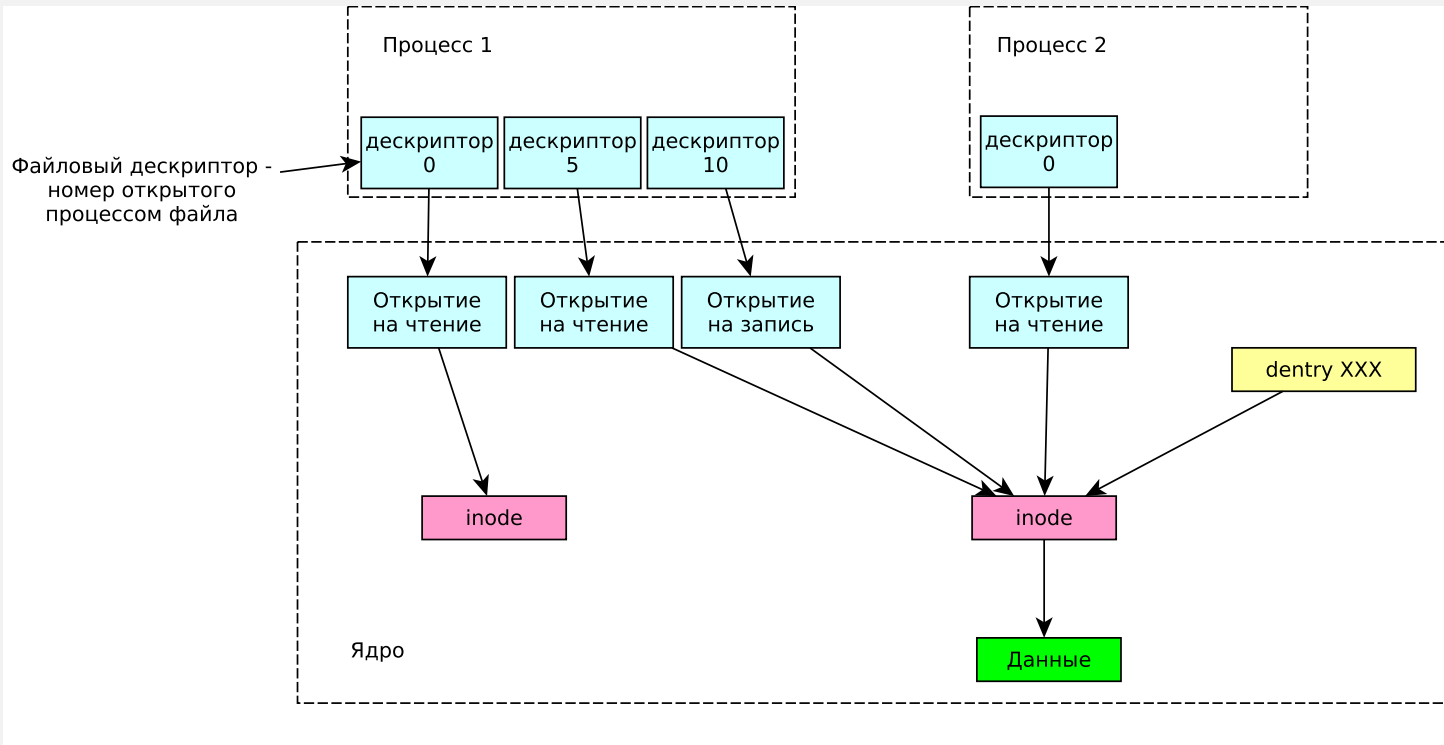 Процесс 1
Процесс 2
дескриптор
0
дескриптор
5
дескриптор
10
дескриптор
0
Файловый дескриптор -
номер открытого
процессом файла
Открытие
на чтение
Открытие
на чтение
Открытие
на запись
Открытие
на чтение
dentry XXX
inode
inode
Ядро
Данные